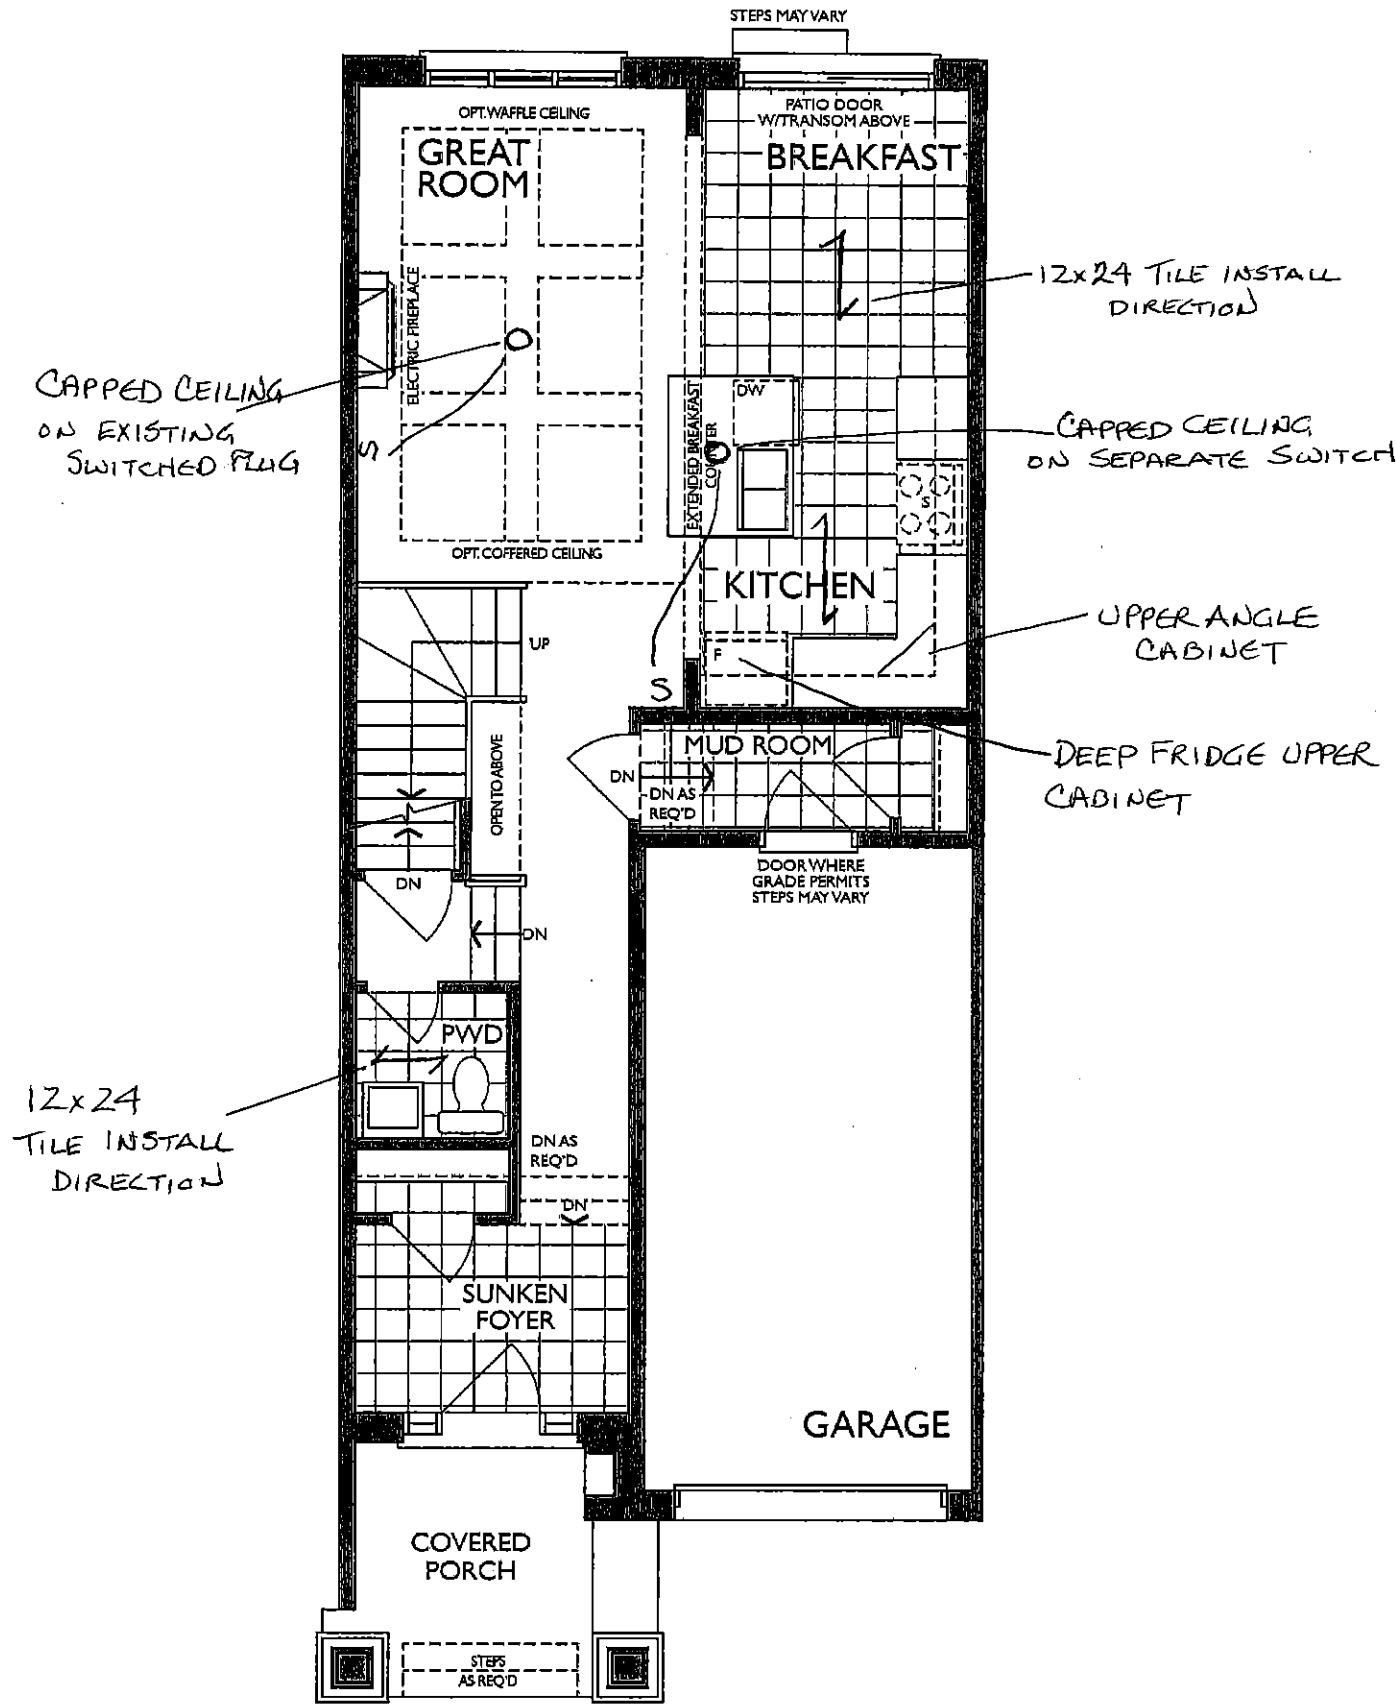 STEPS MAY VARY
OPT. WAFFLE CEILING
GREAT
ROOM
PATIO DOOR
W/TRANSOM ABOVE
BREAKFAST
12x24 TILE INSTALL
DIRECTION
ELECTRIC FIREPLACE
CAPPED CEILING
ON EXISTING
SWITCHED PLUG
S
DW
EXTENDED BREAKFAST
COUNTER
CAPPED CEILING
ON SEPARATE SWITCH
S
OPT. COFFERED CEILING
KITCHEN
UPPER ANGLE
CABINET
UP
F
S
MUD ROOM
DEEP FRIDGE UPPER
CABINET
DN
DN AS
REQ'D
OPEN TO ABOVE
DOOR WHERE
GRADE PERMITS
STEPS MAY VARY
DN
DN
PWD
12x24
TILE INSTALL
DIRECTION
DN AS
REQ'D
DN
SUNKEN
FOYER
GARAGE
COVERED
PORCH
STEPS
AS REQ'D